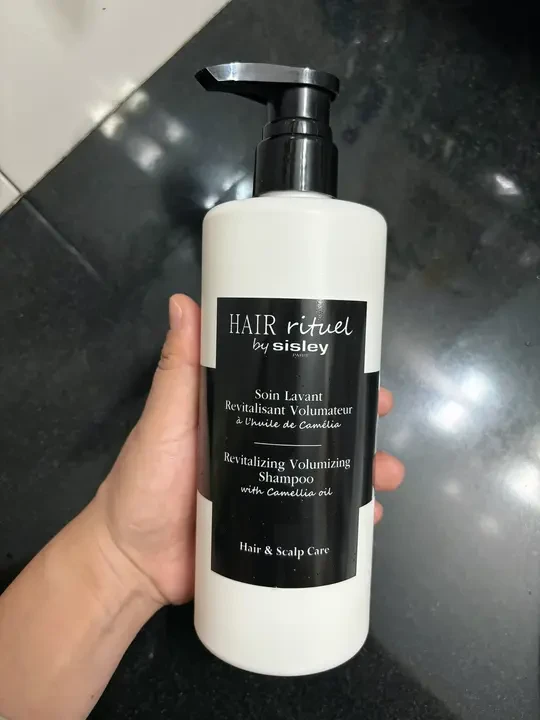 HAIR rituel
by sisley
PARIS
Soin Lavant
Revitalisant Volumateur
à l'huile de Camélia
Revitalizing Volumizing
Shampoo
with Camellia oil
Hair & Scalp Care